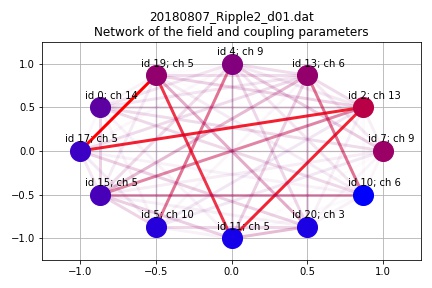 20180807_Ripple2_d01.dat
Network of the field and coupling parameters
id 4; ch 9
id 19; ch 5
id 13; ch 6
1.0
id 0; ch 14
id 2; ch 13
0.5
id 17; ch 5
id 7; ch 9
0.0
id 15; ch 5
id 10; ch 6
−0.5
id 5; ch 10
id 11; ch 5
id 20; ch 3
−1.0
−1.0 −0.5 0.0 0.5 1.0